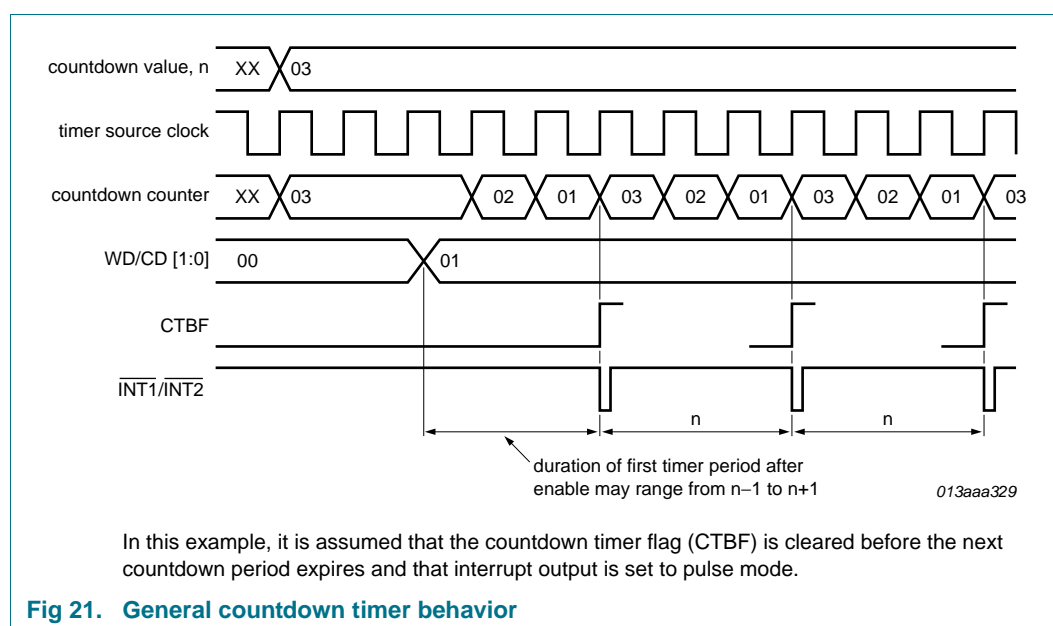 countdown value, n XX 03
timer source clock
countdown counter XX 03 02 01 03 02 01 03 02 01 03
WD/CD [1:0] 00 01
CTBF
INT1/INT2
n n
duration of first timer period after
enable may range from n−1 to n+1
013aaa329
In this example, it is assumed that the countdown timer flag (CTBF) is cleared before the next
countdown period expires and that interrupt output is set to pulse mode.
Fig 21. General countdown timer behavior